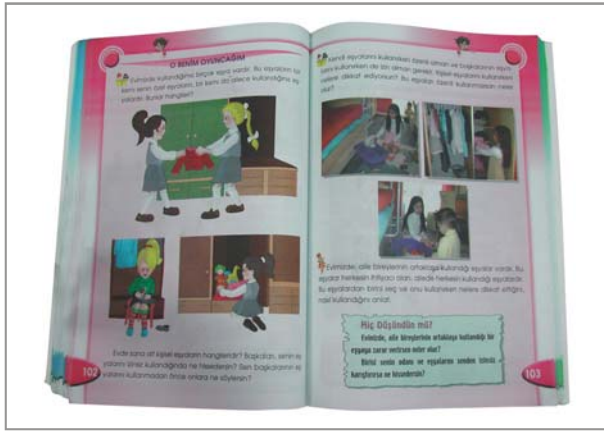 O BENİM OYUNCAĞIM
Evimizde kullandığımız birçok eşya vardır. Bu eşyaların bir
kısmı senin özel eşyaların, bir kısmı da ailece kullandığınız eş
yalardır. Bunlar hangileri?
Evde sana ait kişisel eşyaların hangileridir? Başkaları, senin eş
yalarını izinsiz kullandığında ne hissedersin? Sen başkalarının eş
yalarını kullanmadan önce onlara ne söylersin?
102
Kendi eşyalarını kullanırken özenli olman ve başkalarının eşya
larını kullanırken de izin alman gerekir. Kişisel eşyalarını kullanırken
nelere dikkat ediyorsun? Bu eşyaları özenli kullanmazsan neler
olur?
Evimizde, aile bireylerinin ortaklaşa kullandığı eşyalar vardır. Bu
eşyalar herkesin ihtiyacı olan, ailede herkesin kullandığı eşyalardır.
Bu eşyalardan birini seç ve onu kullanırken nelere dikkat ettiğini,
nasıl kullandığını anlat.
Hiç Düşündün mü?
Evinizde, aile bireylerinin ortaklaşa kullandığı bir
eşyaya zarar verirsen neler olur?
Birisi senin odanı ve eşyalarını senden izinsiz
karıştırırsa ne hissedersin?
103